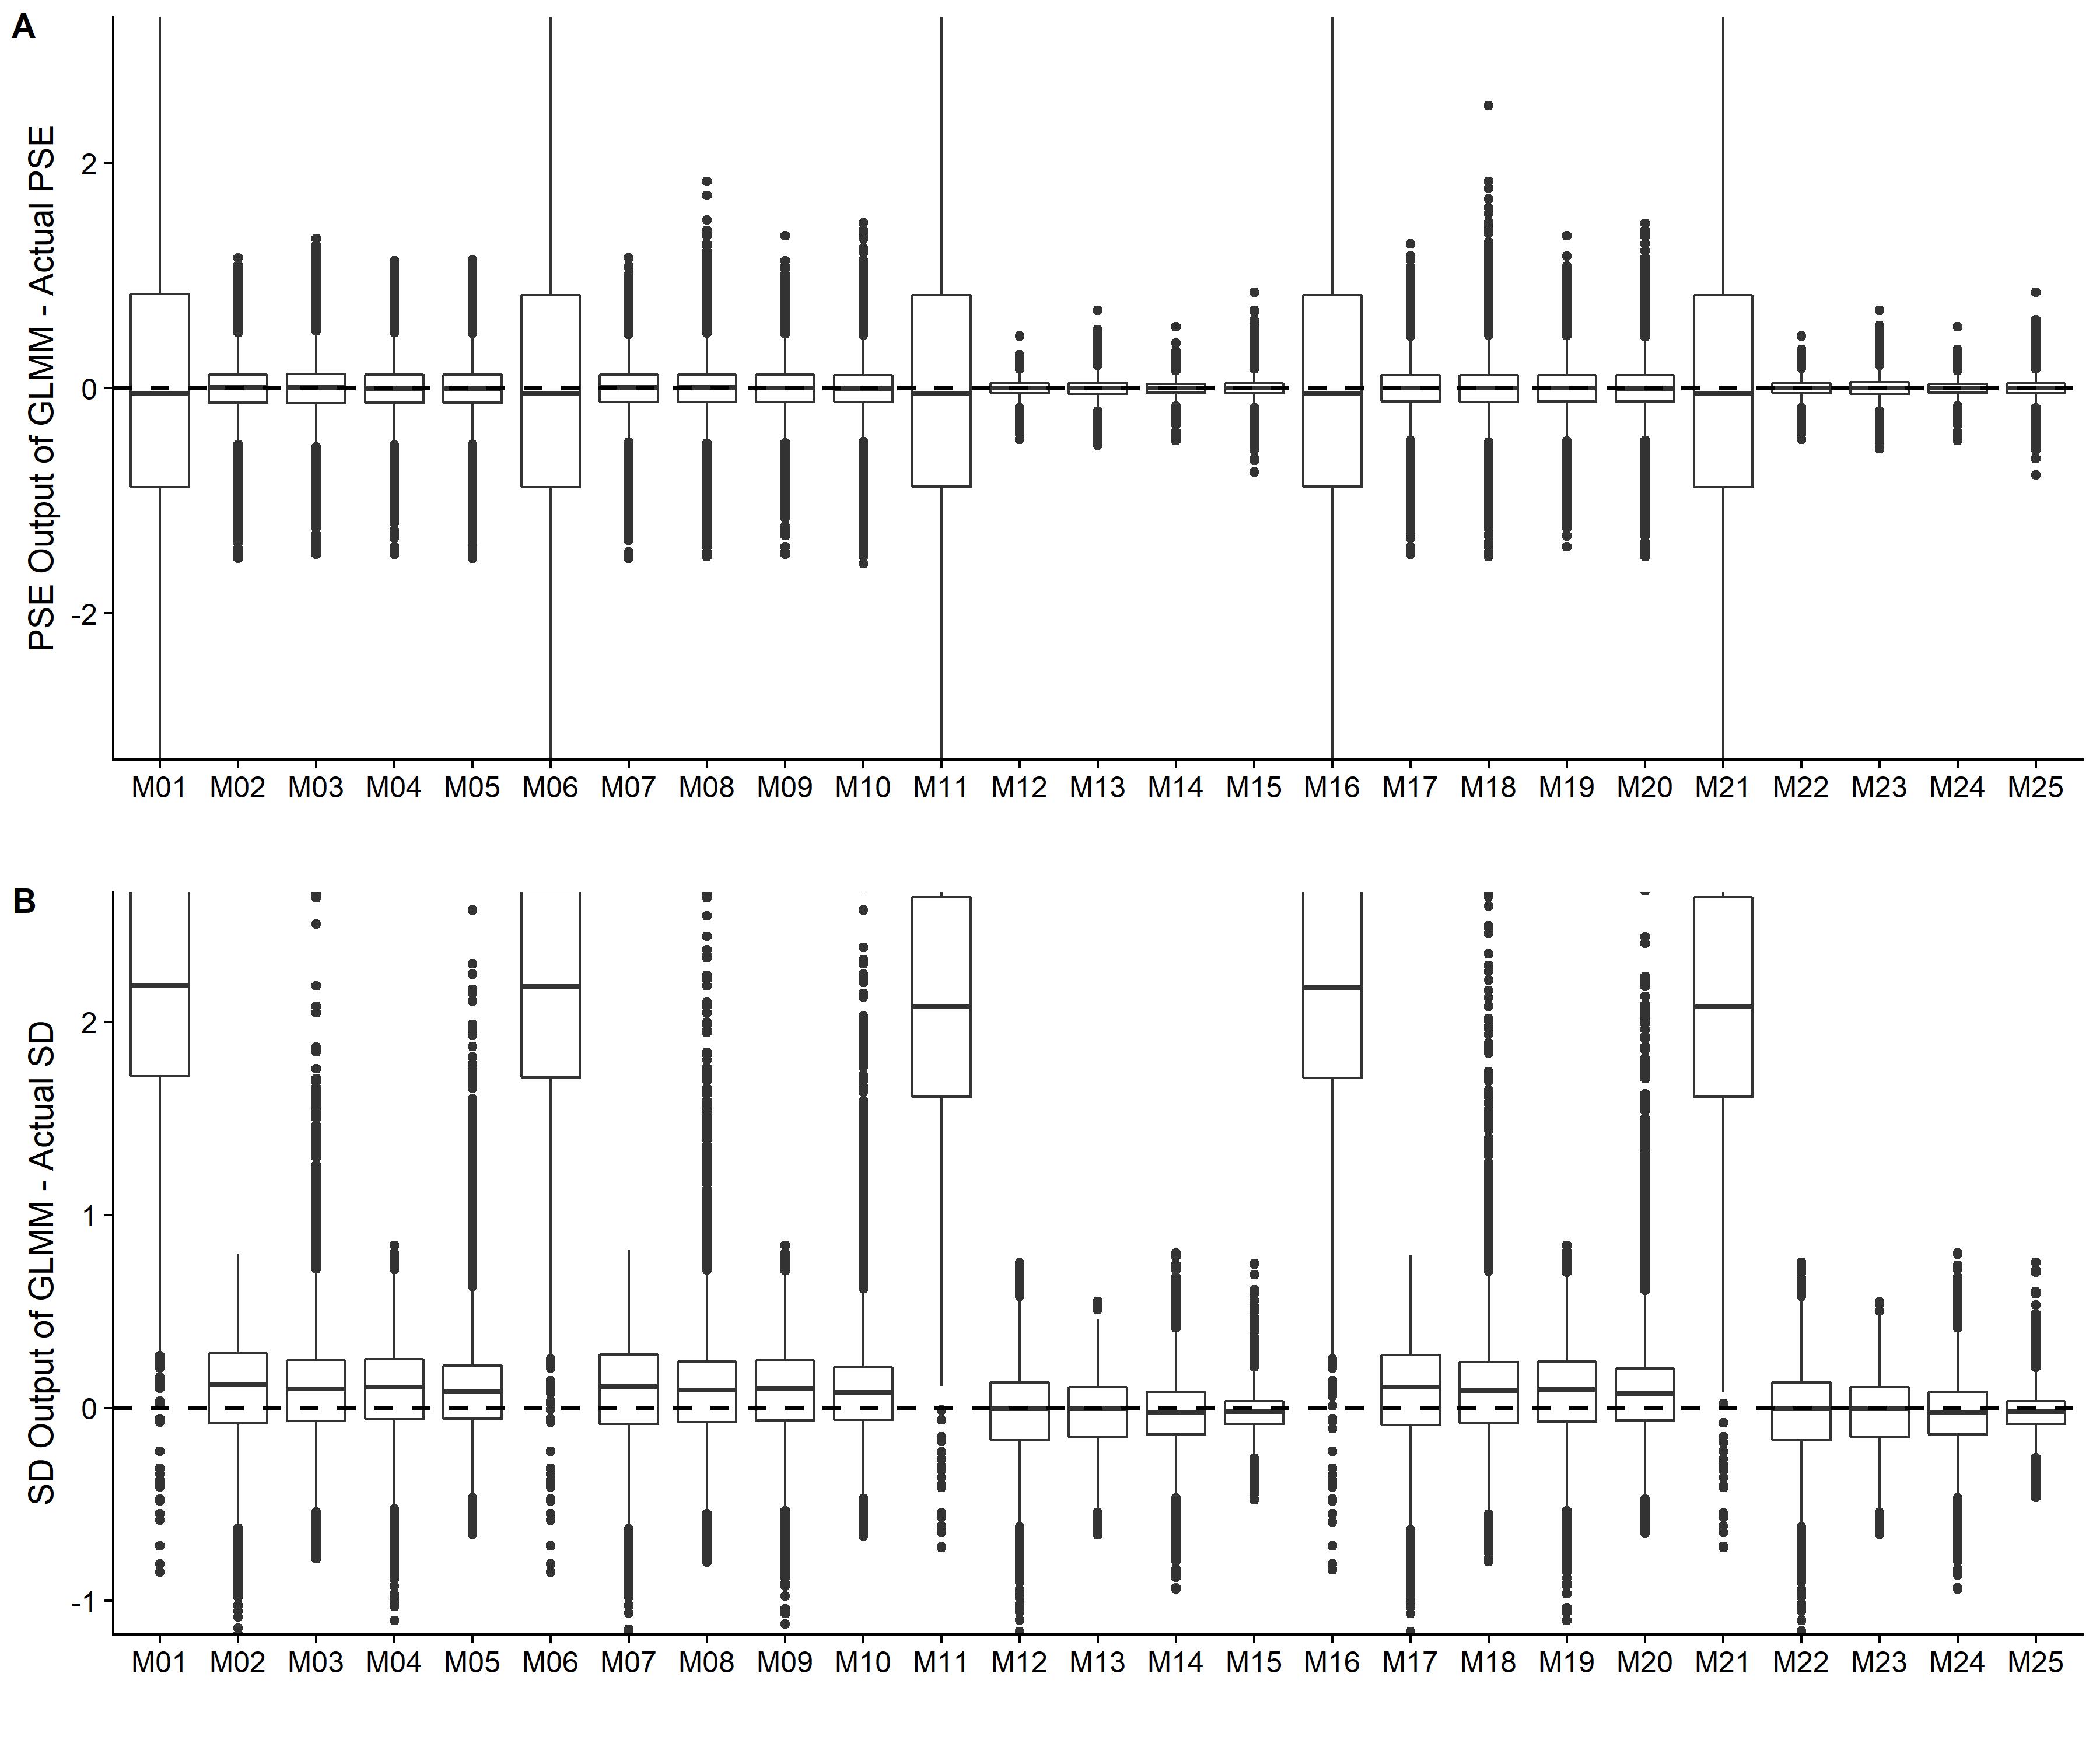 A
PSE Output of GLMM - Actual PSE
2
0
-2
M01 M02 M03 M04 M05 M06 M07 M08 M09 M10 M11 M12 M13 M14 M15 M16 M17 M18 M19 M20 M21 M22 M23 M24 M25
B
SD Output of GLMM - Actual SD
2
1
0
-1
M01 M02 M03 M04 M05 M06 M07 M08 M09 M10 M11 M12 M13 M14 M15 M16 M17 M18 M19 M20 M21 M22 M23 M24 M25